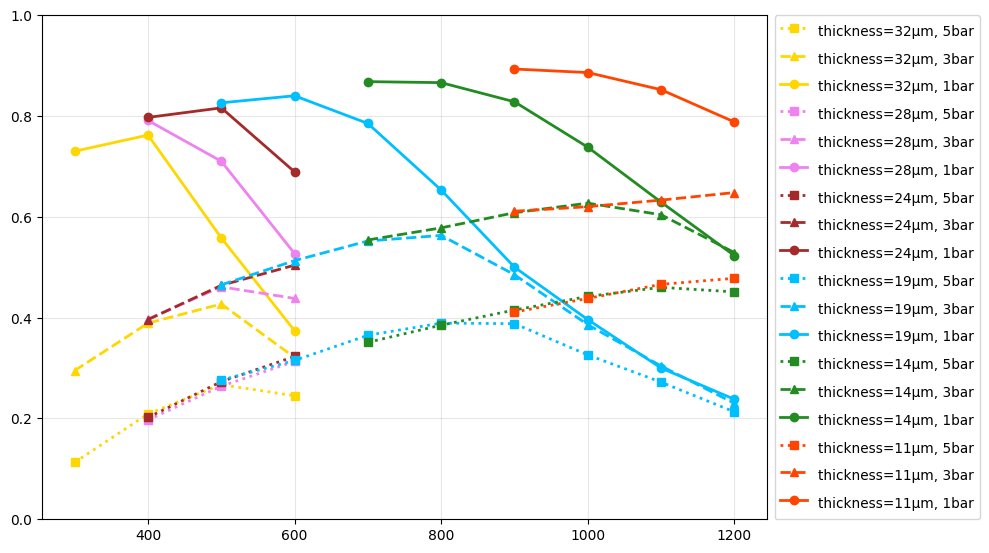 1.0
0.8
0.6
0.4
0.2
0.0
400 600 800 1000 1200
thickness=32μm, 5bar
thickness=32μm, 3bar
thickness=32μm, 1bar
thickness=28μm, 5bar
thickness=28μm, 3bar
thickness=28μm, 1bar
thickness=24μm, 5bar
thickness=24μm, 3bar
thickness=24μm, 1bar
thickness=19μm, 5bar
thickness=19μm, 3bar
thickness=19μm, 1bar
thickness=14μm, 5bar
thickness=14μm, 3bar
thickness=14μm, 1bar
thickness=11μm, 5bar
thickness=11μm, 3bar
thickness=11μm, 1bar